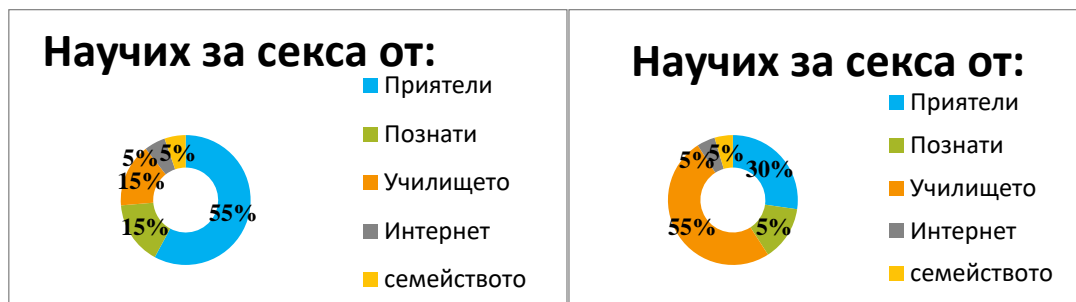 Научих за секса от:
Приятели
Познати
Училището
Интернет
семейството
5%
5%
15%
15%
55%
Научих за секса от:
Приятели
Познати
Училището
Интернет
семейството
5%
5%
30%
55%
5%